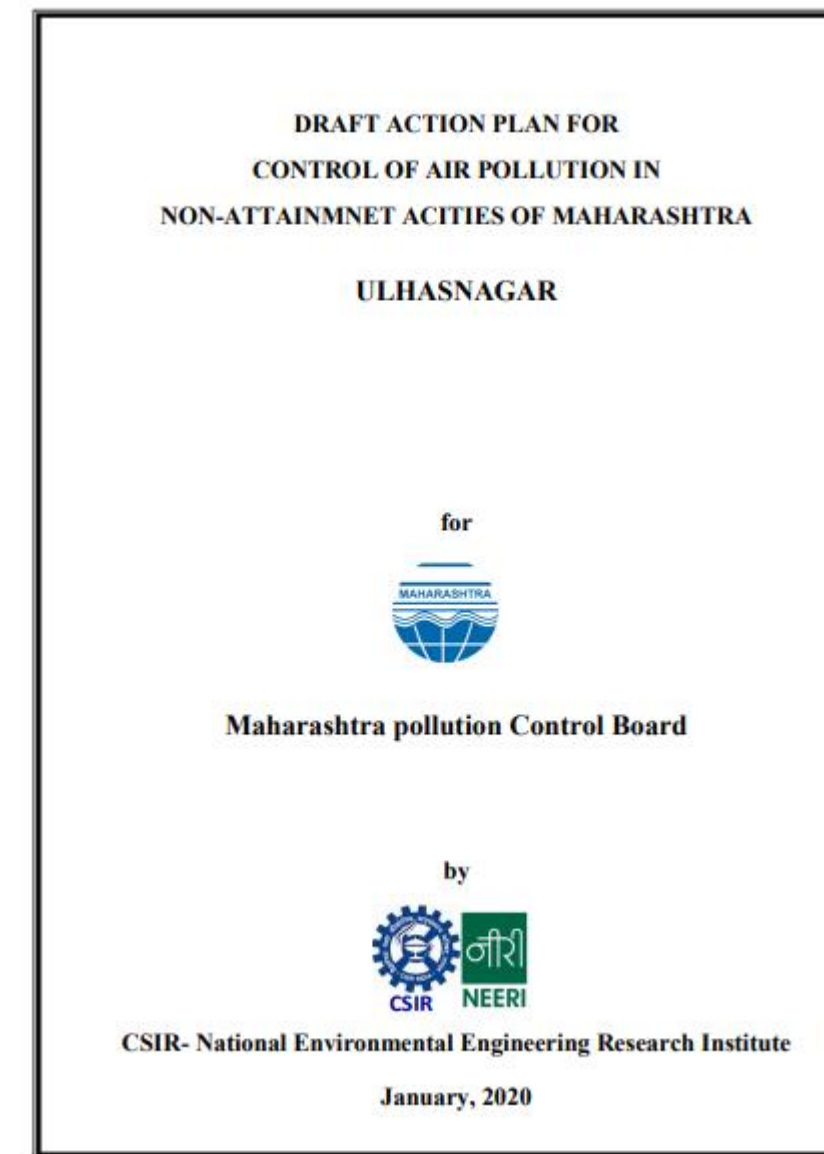 DRAFT ACTION PLAN FOR
CONTROL OF AIR POLLUTION IN
NON-ATTAINMNET ACITIES OF MAHARASHTRA
ULHASNAGAR
for
MAHARASHTRA
Maharashtra pollution Control Board
by
नीरी
CSIR NEERI
CSIR- National Environmental Engineering Research Institute
January, 2020